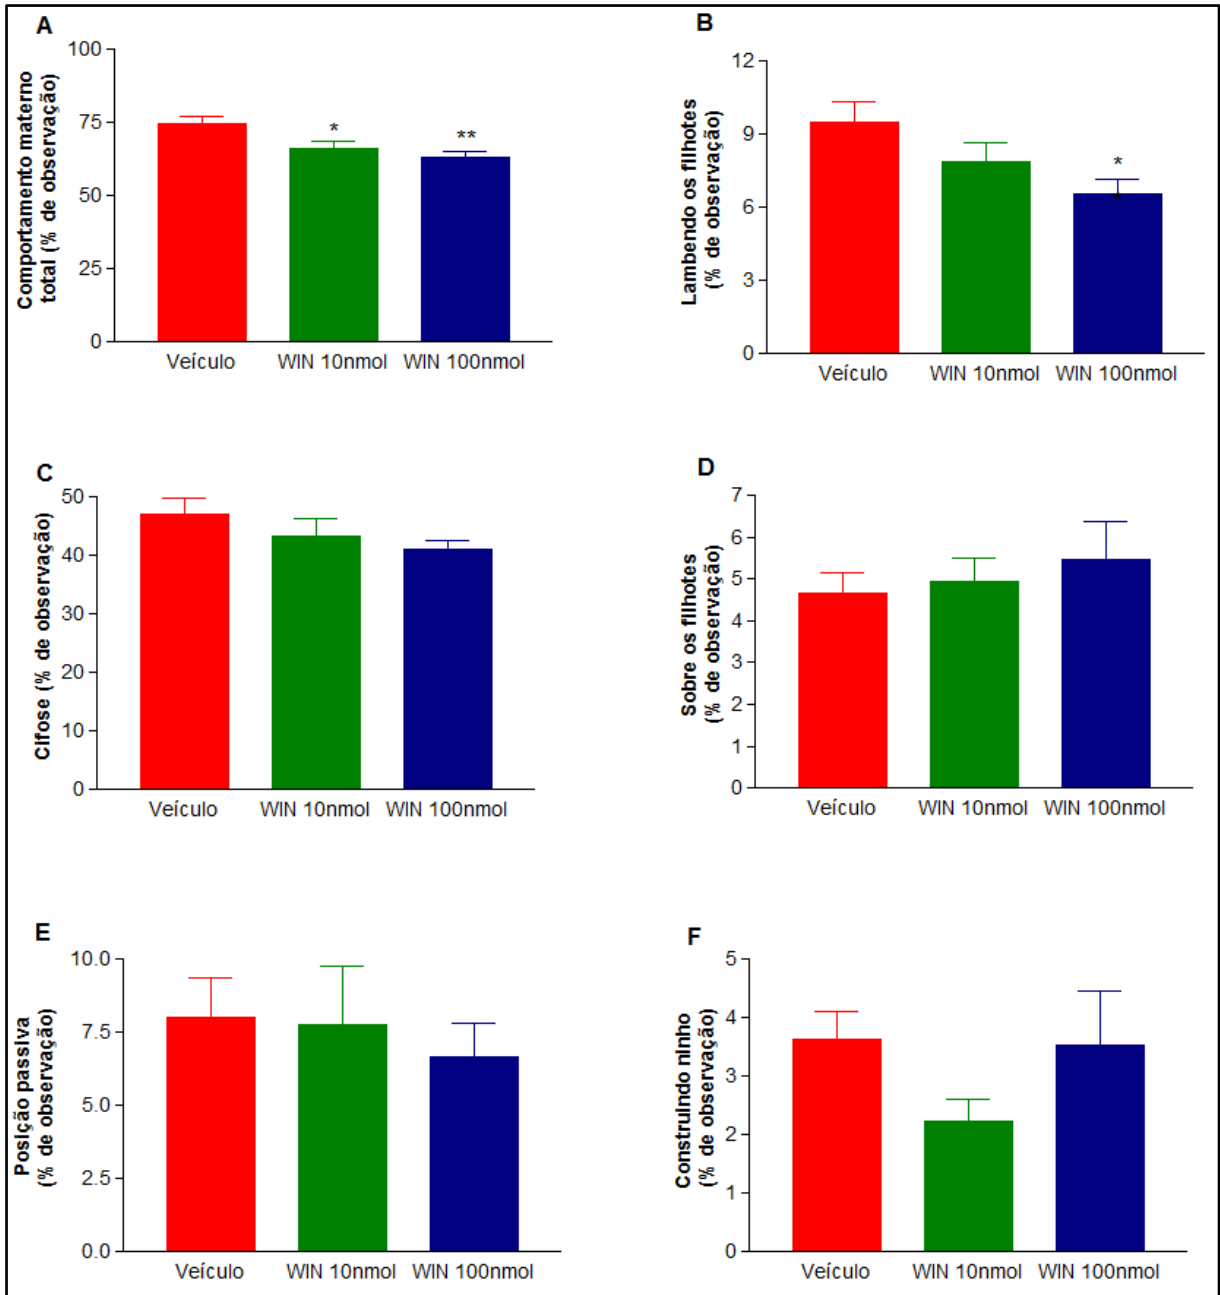 A
Comportamento materno
total (% de observação)
100
75
50
25
0
*
**
Veículo WIN 10nmol WIN 100nmol
B
Lambendo os filhotes
(% de observação)
12
9
6
3
0
*
*
Veículo WIN 10nmol WIN 100nmol
C
Cifose (% de observação)
50
40
30
20
10
0
Veículo WIN 10nmol WIN 100nmol
D
Sobre os filhotes
(% de observação)
7
6
5
4
3
2
1
0
Veículo WIN 10nmol WIN 100nmol
E
Posição passiva
(% de observação)
10.0
7.5
5.0
2.5
0.0
Veículo WIN 10nmol WIN 100nmol
F
Construindo ninho
(% de observação)
5
4
3
2
1
0
Veículo WIN 10nmol WIN 100nmol